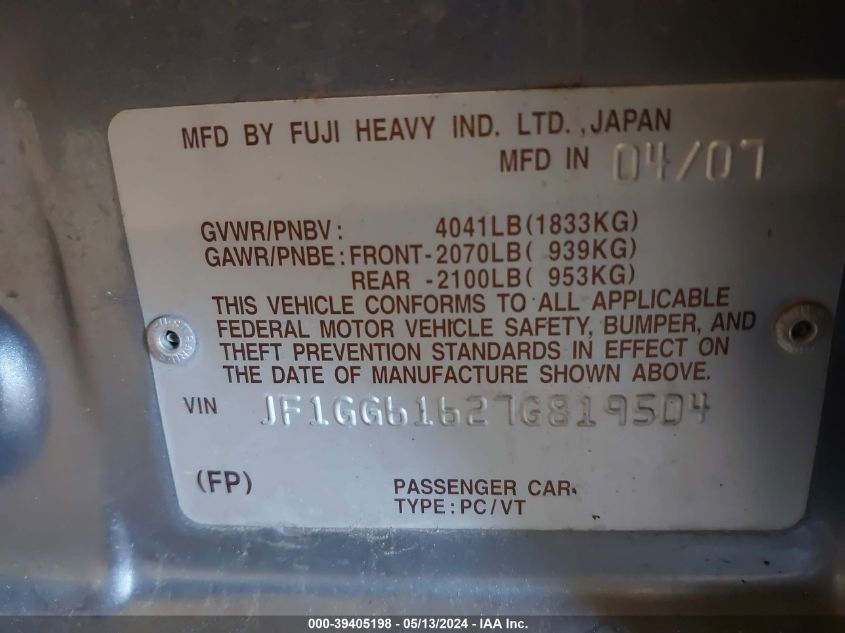 MFD BY FUJI HEAVY IND. LTD., JAPAN
MFD IN 04/07
GVWR/PNBV: 4041LB(1833KG)
GAWR/PNBE: FRONT-2070LB( 939KG)
REAR -2100LB( 953KG)
THIS VEHICLE CONFORMS TO ALL APPLICABLE
FEDERAL MOTOR VEHICLE SAFETY, BUMPER, AND
THEFT PREVENTION STANDARDS IN EFFECT ON
THE DATE OF MANUFACTURE SHOWN ABOVE.
VIN JF1GG61627G819504
(FP) PASSENGER CAR
TYPE: PC/VT
000-39405198 - 05/13/2024 - IAA Inc.